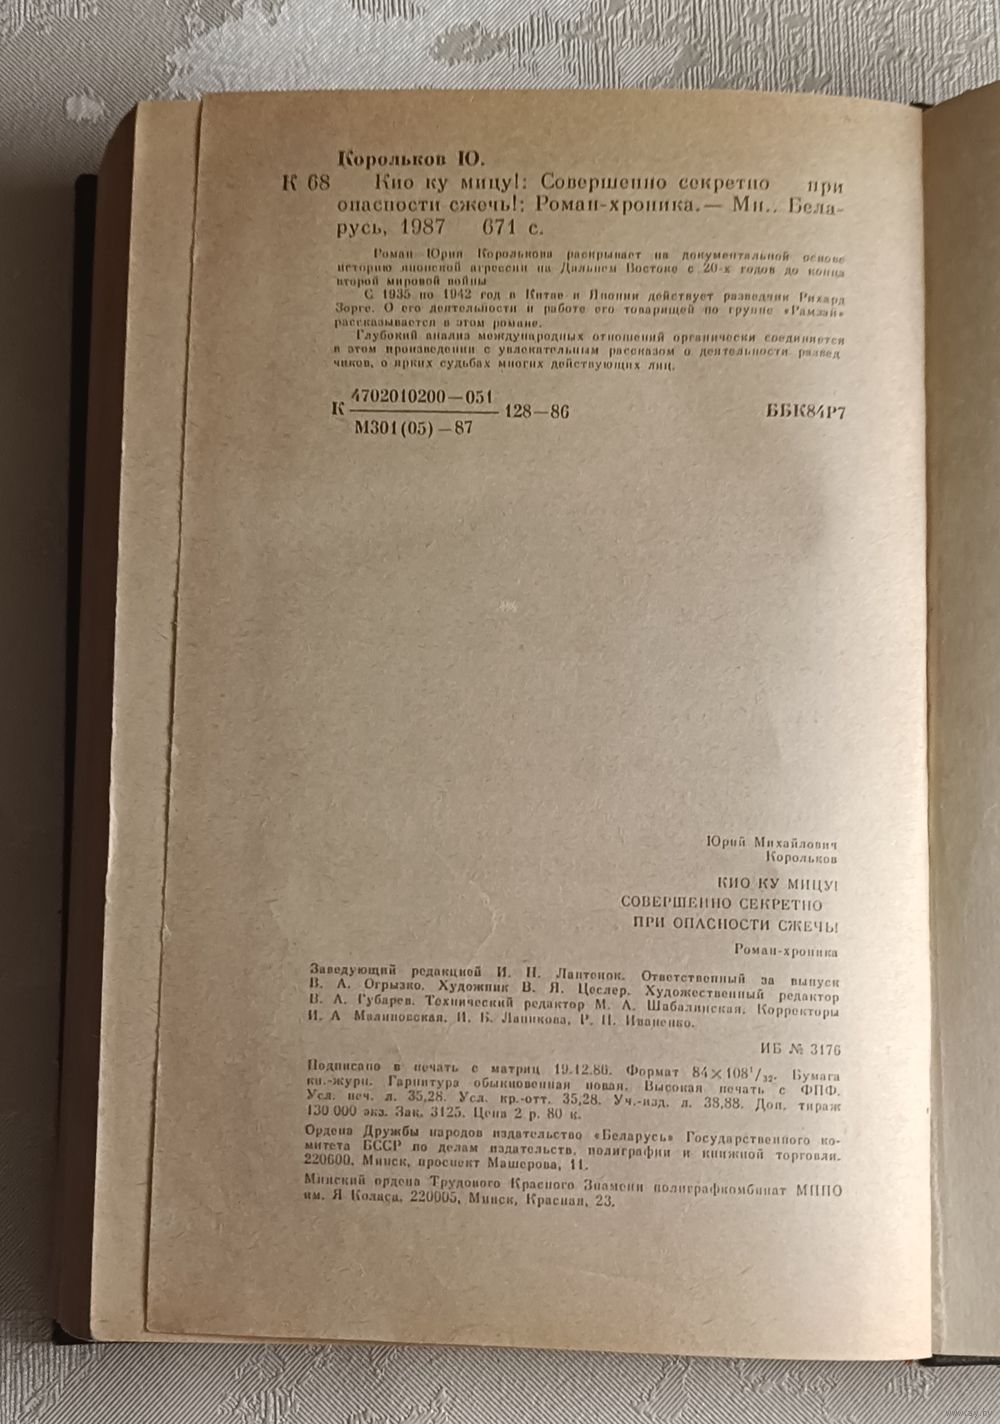 Корольков Ю.
К 68 Кио ку мицу!: Совершенно секретно при
опасности сжечь!: Роман-хроника.— Мн.. Бела-
русь, 1987 671 с.
Роман Юрия Королькова раскрывает на документальной основе
историю японской агрессии на Дальнем Востоке с 20-х годов до конца
второй мировой войны
С 1935 по 1942 год в Китае и Японии действует разведчик Рихард
Зорге. О его деятельности и работе его товарищей по группе «Рамзай»
рассказывается в этом романе.
Глубокий анализ международных отношений органически соединяется
в этом произведении с увлекательным рассказом о деятельности развед
чиков, о ярких судьбах многих действующих лиц.
4702010200—051
К 128—86 ББК84Р7
М301(05)—87
Юрий Михайлович
Корольков
КИО КУ МИЦУ!
СОВЕРШЕННО СЕКРЕТНО
ПРИ ОПАСНОСТИ СЖЕЧЬ!
Роман-хроника
Заведующий редакцией И. Н. Лаптенок. Ответственный за выпуск
В. А. Огрызко. Художник В. Я. Цеслер. Художественный редактор
В. А. Губарев. Технический редактор М. А. Шабалинская. Корректоры
И. А Малиновская, И. В. Лапикова, Р. П. Иваненко.
ИБ № 3176
Подписано в печать с матриц 19.12.86. Формат 84×108¹/₃₂. Бумага
кн.-журн. Гарнитура обыкновенная новая. Высокая печать с ФПФ.
Усл. печ. л. 35,28. Усл. кр.-отт. 35,28. Уч.-изд. л. 38,88. Доп. тираж
130 000 экз. Зак. 3125. Цена 2 р. 80 к.
Ордена Дружбы народов издательство «Беларусь» Государственного ко-
митета БССР по делам издательств, полиграфии и книжной торговли.
220600, Минск, проспект Машерова, 11.
Минский ордена Трудового Красного Знамени полиграфкомбинат МППО
им. Я Коласа. 220005, Минск, Красная, 23.